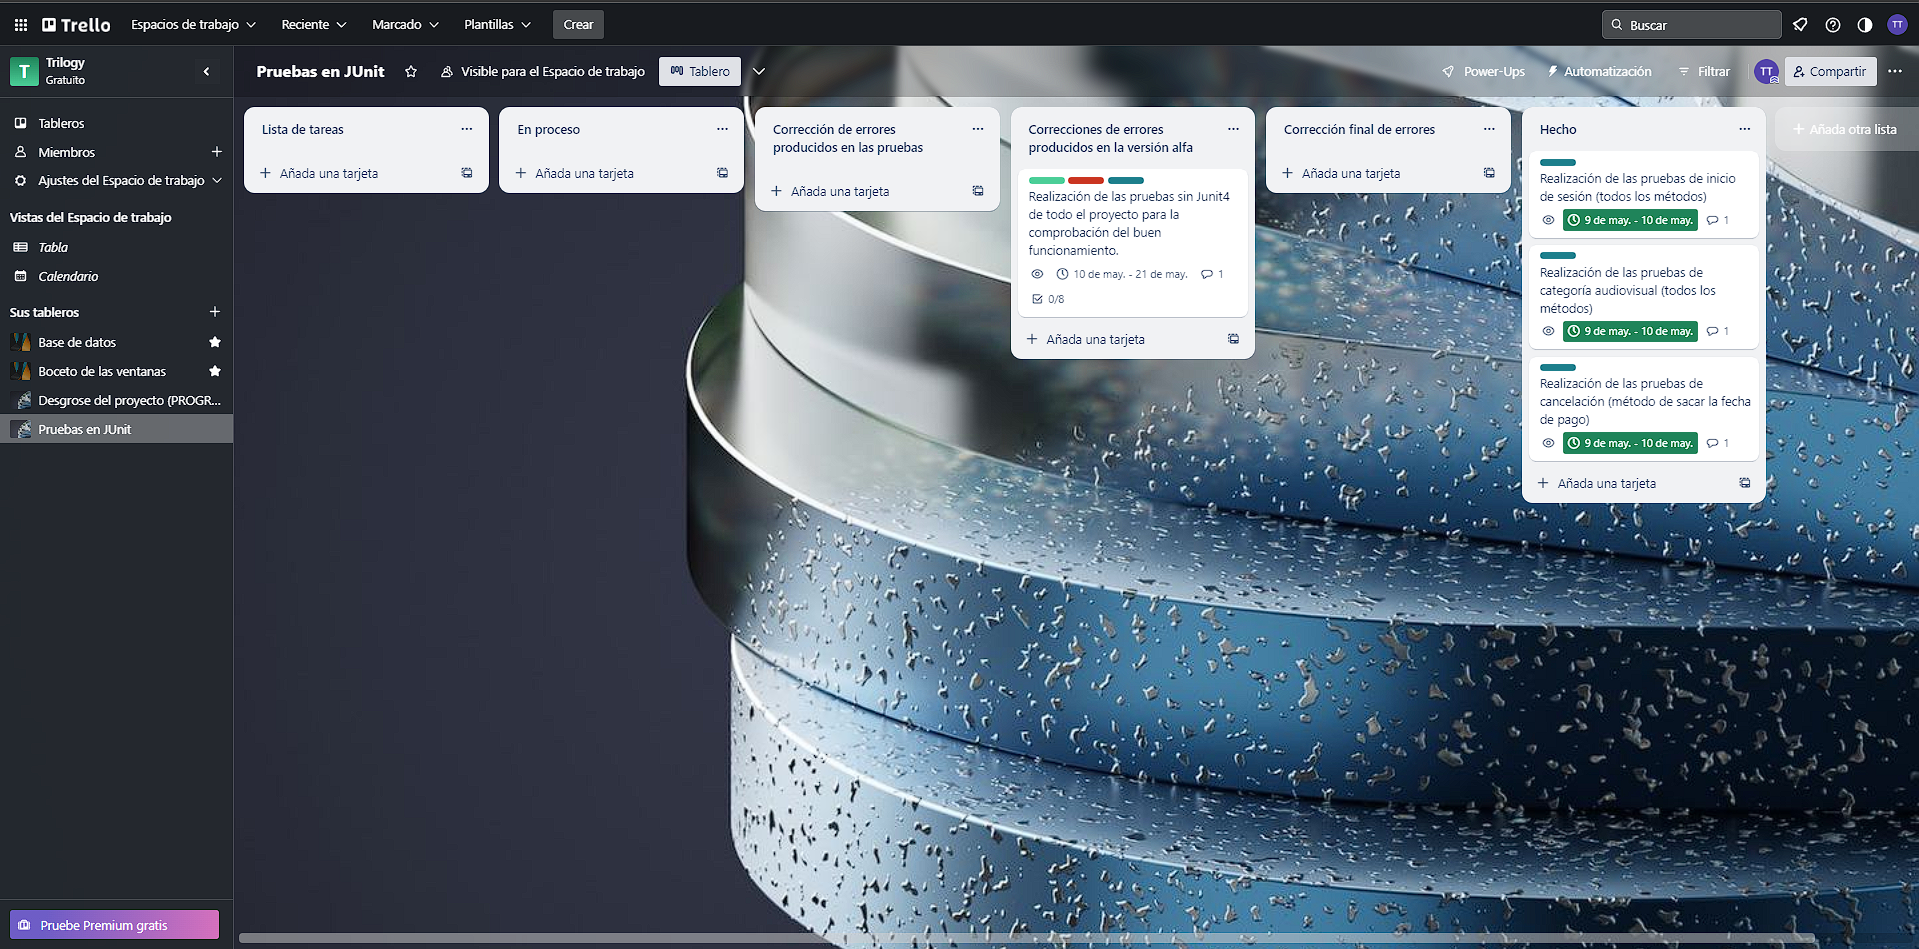 Trello
Espacios de trabajo
Reciente
Marcado
Plantillas
Crear
Buscar
TT
T
Trilogy
Gratuito
Pruebas en JUnit
Visible para el Espacio de trabajo
Tablero
Power-Ups
Automatización
Filtrar
TT
Compartir
Tableros
Miembros
Ajustes del Espacio de trabajo
Vistas del Espacio de trabajo
Tabla
Calendario
Sus tableros
Base de datos
Boceto de las ventanas
Desgrose del proyecto (PROGR...
Pruebas en JUnit
Pruebe Premium gratis
Lista de tareas
Añada una tarjeta
En proceso
Añada una tarjeta
Corrección de errores
producidos en las pruebas
Añada una tarjeta
Correcciones de errores
producidos en la versión alfa
Realización de las pruebas sin Junit4
de todo el proyecto para la
comprobación del buen
funcionamiento.
10 de may. - 21 de may.
1
0/8
Añada una tarjeta
Corrección final de errores
Añada una tarjeta
Hecho
Realización de las pruebas de inicio
de sesión (todos los métodos)
9 de may. - 10 de may.
1
Realización de las pruebas de
categoría audiovisual (todos los
métodos)
9 de may. - 10 de may.
1
Realización de las pruebas de
cancelación (método de sacar la fecha
de pago)
9 de may. - 10 de may.
1
Añada una tarjeta
Añada otra lista